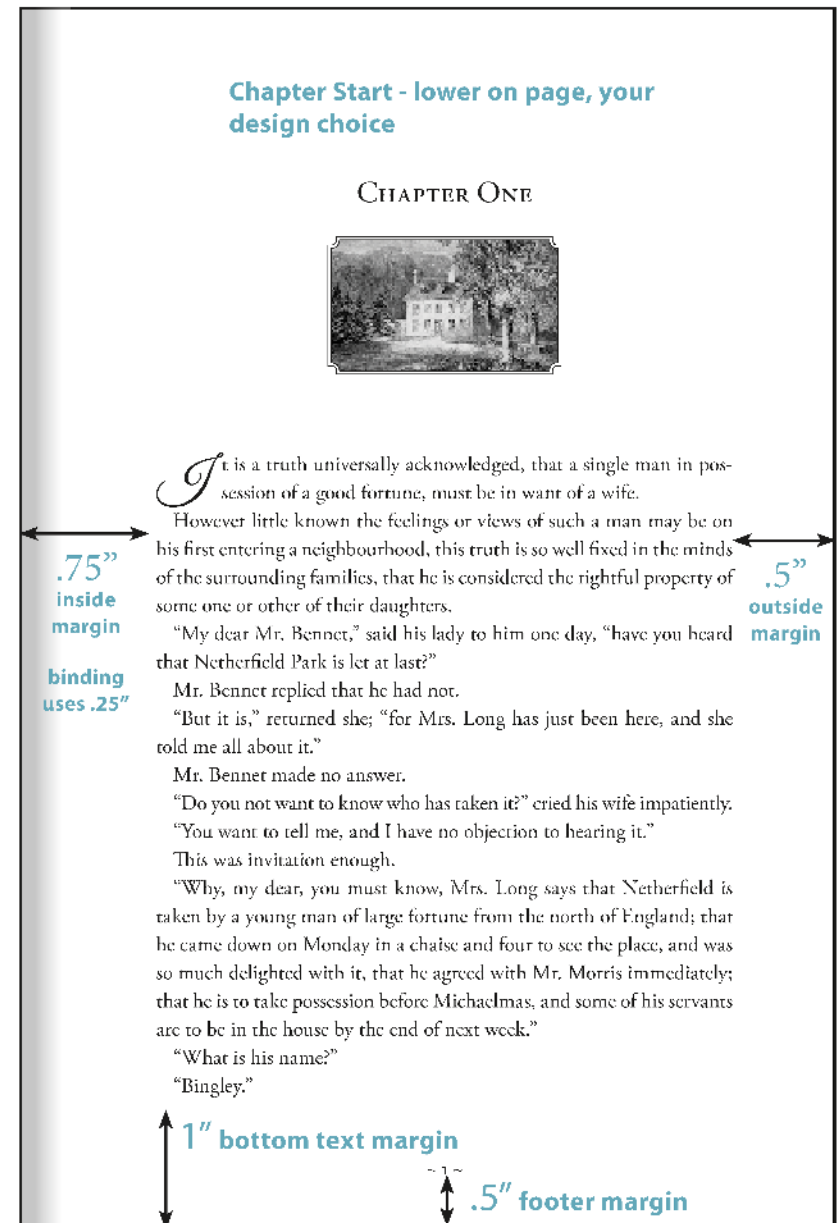 Chapter Start - lower on page, your
design choice
Chapter One
It is a truth universally acknowledged, that a single man in pos-
session of a good fortune, must be in want of a wife.
However little known the feelings or views of such a man may be on
his first entering a neighbourhood, this truth is so well fixed in the minds
of the surrounding families, that he is considered the rightful property of
some one or other of their daughters.
“My dear Mr. Bennet,” said his lady to him one day, “have you heard
that Netherfield Park is let at last?”
Mr. Bennet replied that he had not.
“But it is,” returned she; “for Mrs. Long has just been here, and she
told me all about it.”
Mr. Bennet made no answer.
“Do you not want to know who has taken it?” cried his wife impatiently.
“You want to tell me, and I have no objection to hearing it.”
This was invitation enough.
“Why, my dear, you must know, Mrs. Long says that Netherfield is
taken by a young man of large fortune from the north of England; that
he came down on Monday in a chaise and four to see the place, and was
so much delighted with it, that he agreed with Mr. Morris immediately;
that he is to take possession before Michaelmas, and some of his servants
are to be in the house by the end of next week.”
“What is his name?”
“Bingley.”
.75”
inside
margin
binding
uses .25”
.5”
outside
margin
1” bottom text margin
~ 1 ~
.5” footer margin